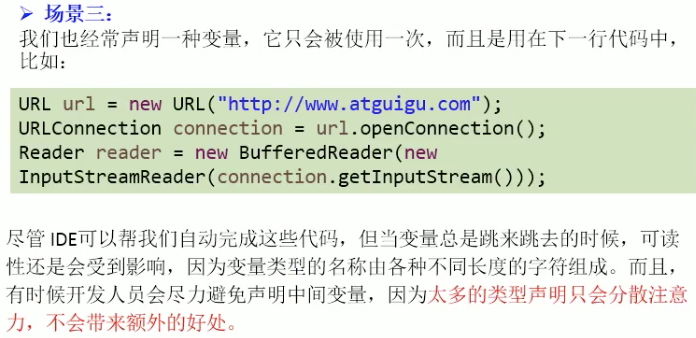 ➤ 场景三：
我们也经常声明一种变量，它只会被使用一次，而且是用在下一行代码中，
比如：
URL url = new URL("http://www.atguigu.com");
URLConnection connection = url.openConnection();
Reader reader = new BufferedReader(new
InputStreamReader(connection.getInputStream()));
尽管 IDE可以帮我们自动完成这些代码，但当变量总是跳来跳去的时候，可读
性还是会受到影响，因为变量类型的名称由各种不同长度的字符组成。而且，
有时候开发人员会尽力避免声明中间变量，因为太多的类型声明只会分散注意
力，不会带来额外的好处。